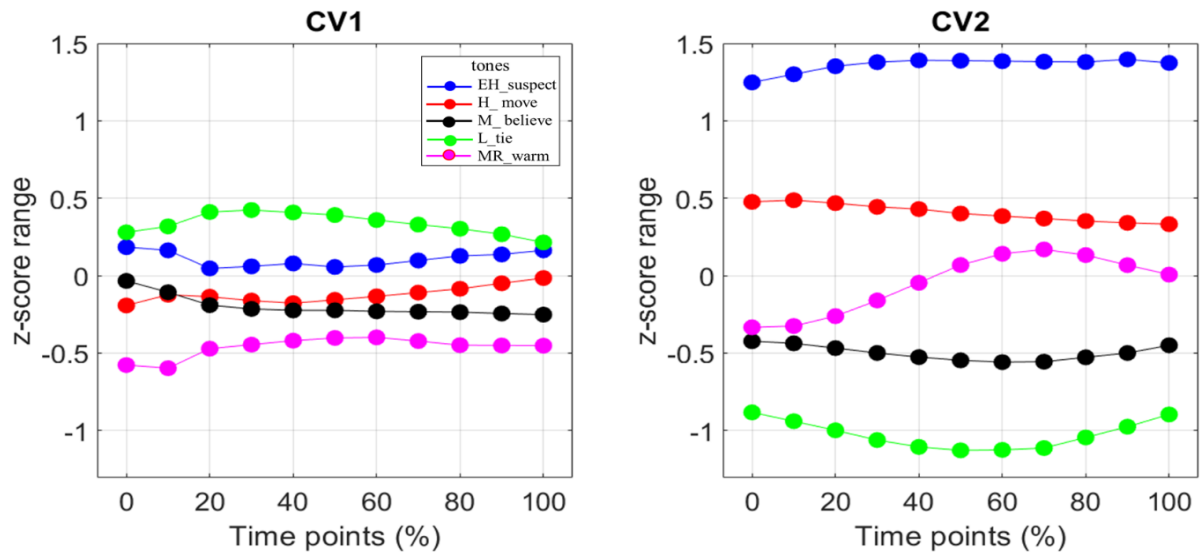 CV1
1.5
1
0.5
0
-0.5
-1
z-score range
0 20 40 60 80 100
Time points (%)
tones
EH_suspect
H_ move
M_ believe
L_tie
MR_warm
CV2
1.5
1
0.5
0
-0.5
-1
z-score range
0 20 40 60 80 100
Time points (%)